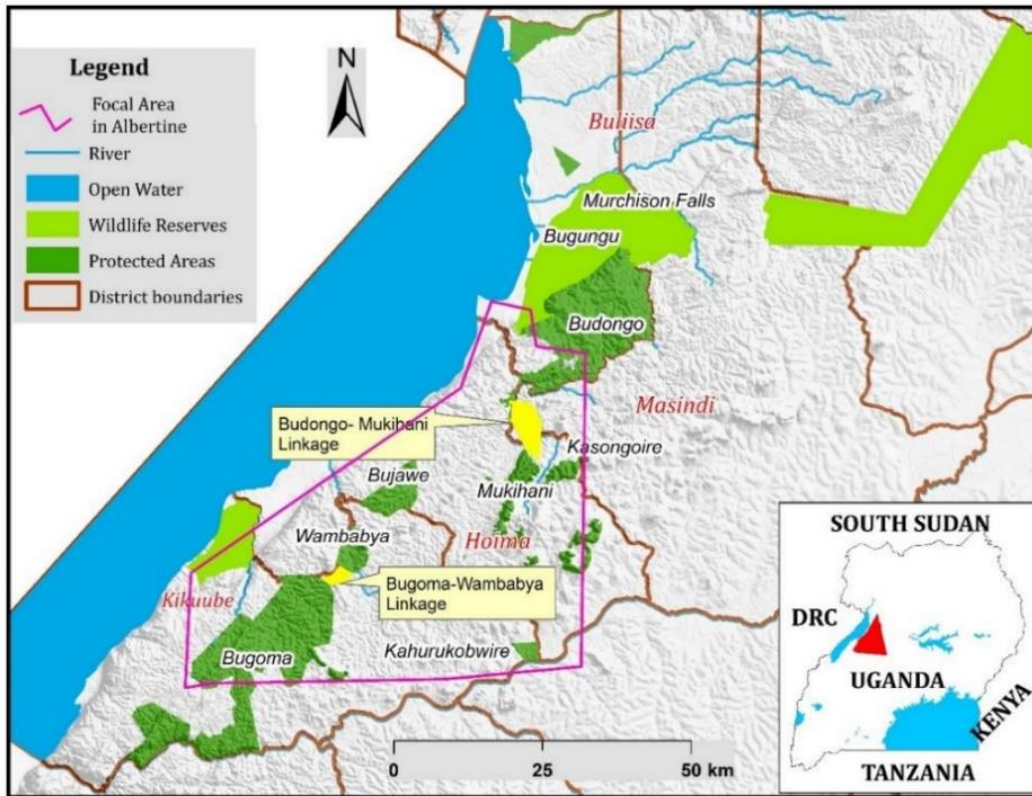 Legend
Focal Area
in Albertine
River
Open Water
Wildlife Reserves
Protected Areas
District boundaries
N
Buliisa
Murchison Falls
Bugungu
Budongo
Masindi
Budongo- Mukihani
Linkage
Kasongoire
Bujawe
Mukihani
Wambabya
Hoima
Bugoma-Wambabya
Linkage
Kikuube
Bugoma
Kahurukobwire
0 25 50 km
SOUTH SUDAN
DRC
UGANDA
KENYA
TANZANIA